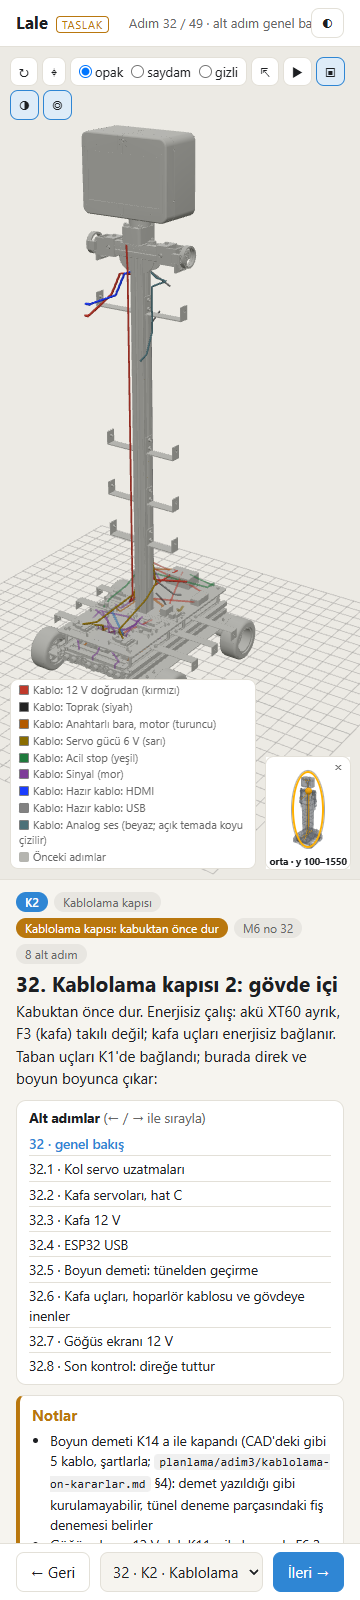 Lale TASLAK Adım 32 / 49 · alt adım genel ba
opak saydam gizli
Kablo: 12 V doğrudan (kırmızı)
Kablo: Toprak (siyah)
Kablo: Anahtarlı bara, motor (turuncu)
Kablo: Servo gücü 6 V (sarı)
Kablo: Acil stop (yeşil)
Kablo: Sinyal (mor)
Kablo: Hazır kablo: HDMI
Kablo: Hazır kablo: USB
Kablo: Analog ses (beyaz; açık temada koyu
çizilir)
Önceki adımlar
orta · y 100–1550
K2 Kablolama kapısı
Kablolama kapısı: kabuktan önce dur M6 no 32
8 alt adım
32. Kablolama kapısı 2: gövde içi
Kabuktan önce dur. Enerjisiz çalış: akü XT60 ayrık,
F3 (kafa) takılı değil; kafa uçları enerjisiz bağlanır.
Taban uçları K1'de bağlandı; burada direk ve
boyun boyunca çıkar:
Alt adımlar (← / → ile sırayla)
32 · genel bakış
32.1 · Kol servo uzatmaları
32.2 · Kafa servoları, hat C
32.3 · Kafa 12 V
32.4 · ESP32 USB
32.5 · Boyun demeti: tünelden geçirme
32.6 · Kafa uçları, hoparlör kablosu ve gövdeye
inenler
32.7 · Göğüs ekranı 12 V
32.8 · Son kontrol: direğe tuttur
Notlar
• Boyun demeti K14 a ile kapandı (CAD'deki gibi
5 kablo, şartlarla; planlama/adim3/kablolama-
on-kararlar.md §4): demet yazıldığı gibi
kurulamayabilir, tünel deneme parçasındaki fiş
denemesi belirler
← Geri 32 · K2 · Kablolama İleri →